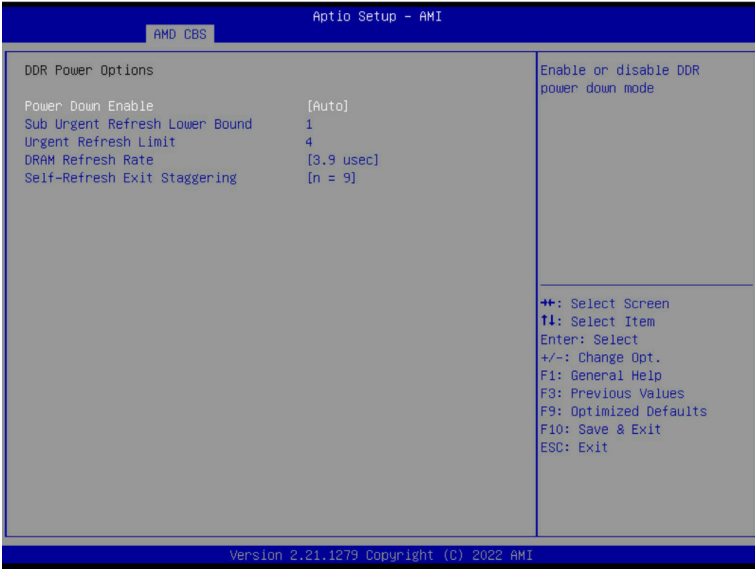 Aptio Setup – AMI
AMD CBS
DDR Power Options
Power Down Enable [Auto]
Sub Urgent Refresh Lower Bound 1
Urgent Refresh Limit 4
DRAM Refresh Rate [3.9 usec]
Self-Refresh Exit Staggering [n = 9]
Enable or disable DDR
power down mode
→←: Select Screen
↑↓: Select Item
Enter: Select
+/-: Change Opt.
F1: General Help
F3: Previous Values
F9: Optimized Defaults
F10: Save & Exit
ESC: Exit
Version 2.21.1279 Copyright (C) 2022 AMI